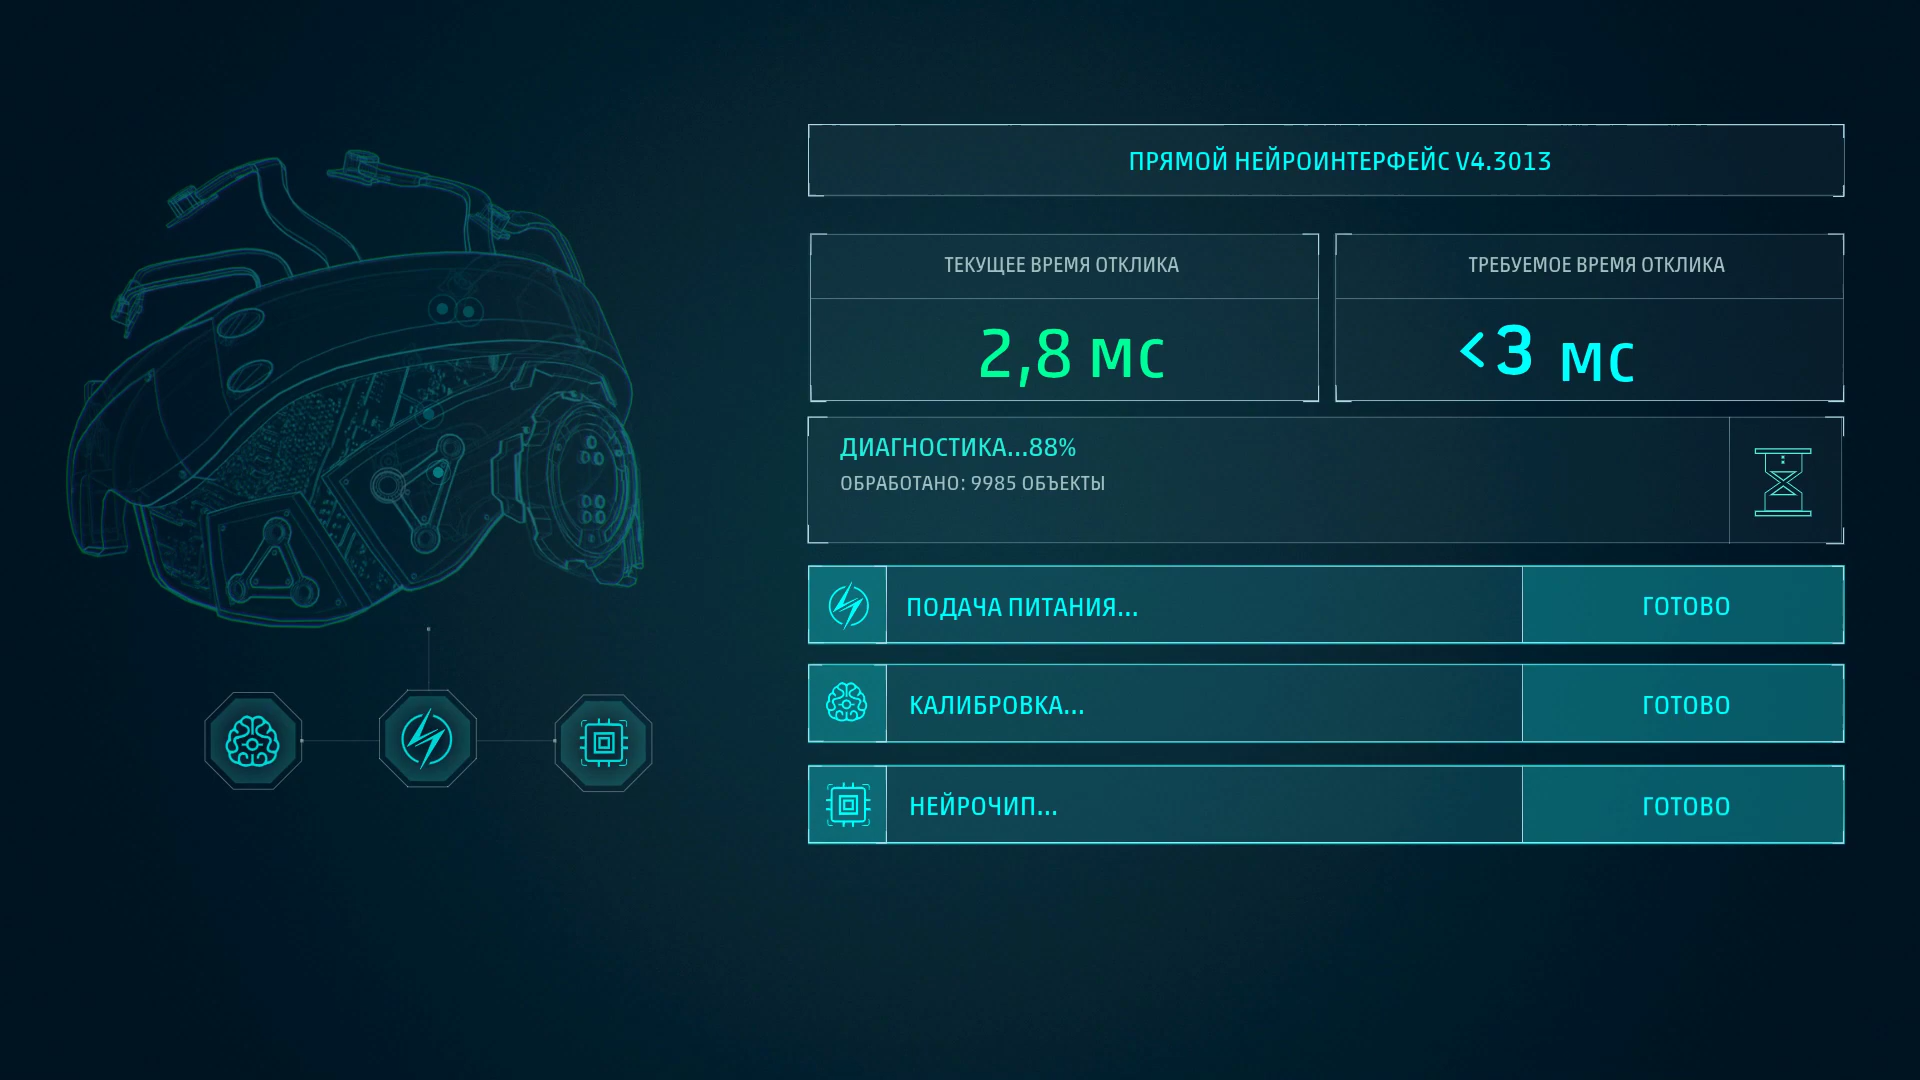 ПРЯМОЙ НЕЙРОИНТЕРФЕЙС V4.3013
ТЕКУЩЕЕ ВРЕМЯ ОТКЛИКА
2,8 МС
ТРЕБУЕМОЕ ВРЕМЯ ОТКЛИКА
<3 МС
ДИАГНОСТИКА...88%
ОБРАБОТАНО: 9985 ОБЪЕКТЫ
ПОДАЧА ПИТАНИЯ... ГОТОВО
КАЛИБРОВКА... ГОТОВО
НЕЙРОЧИП... ГОТОВО